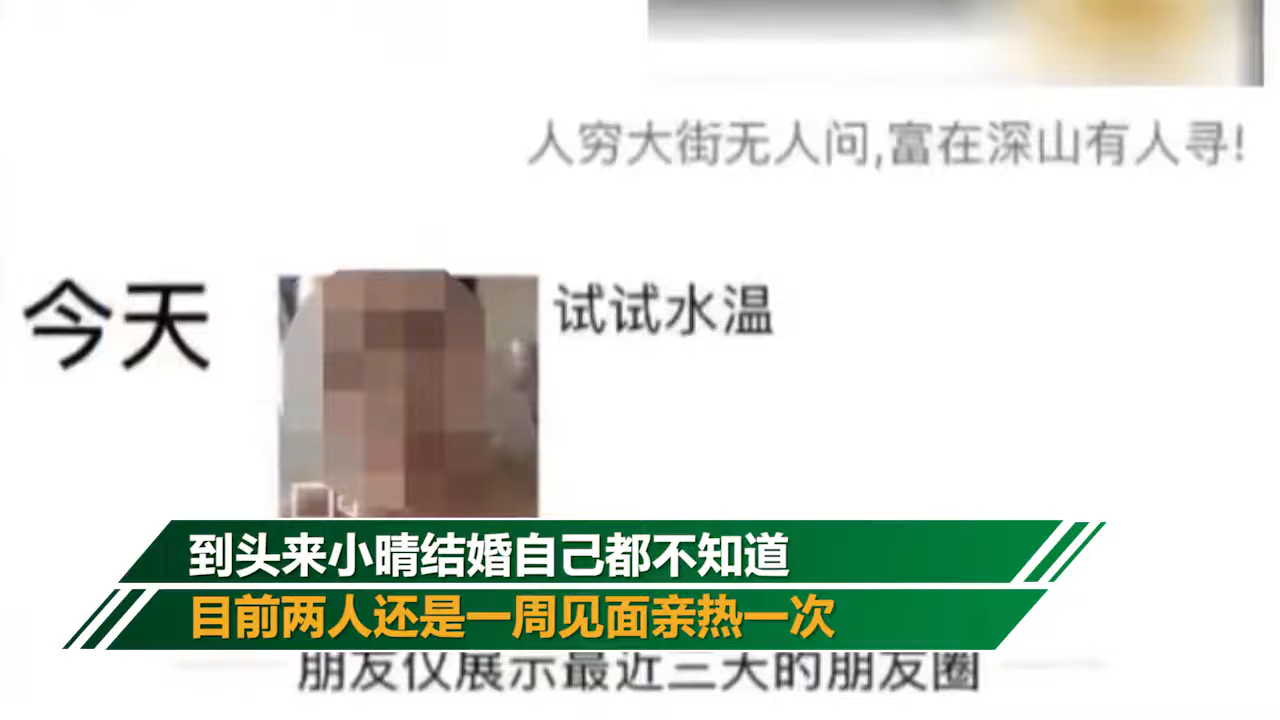 人穷大街无人问,富在深山有人寻!
今天
试试水温
到头来小晴结婚自己都不知道
目前两人还是一周见面亲热一次
朋友仅展示最近三天的朋友圈